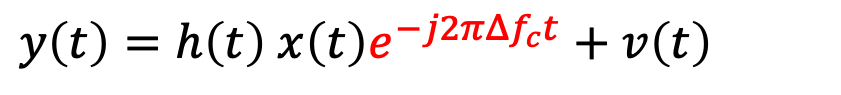 y(t) = h(t) x(t)e^{-j2πΔf_c t} + v(t)